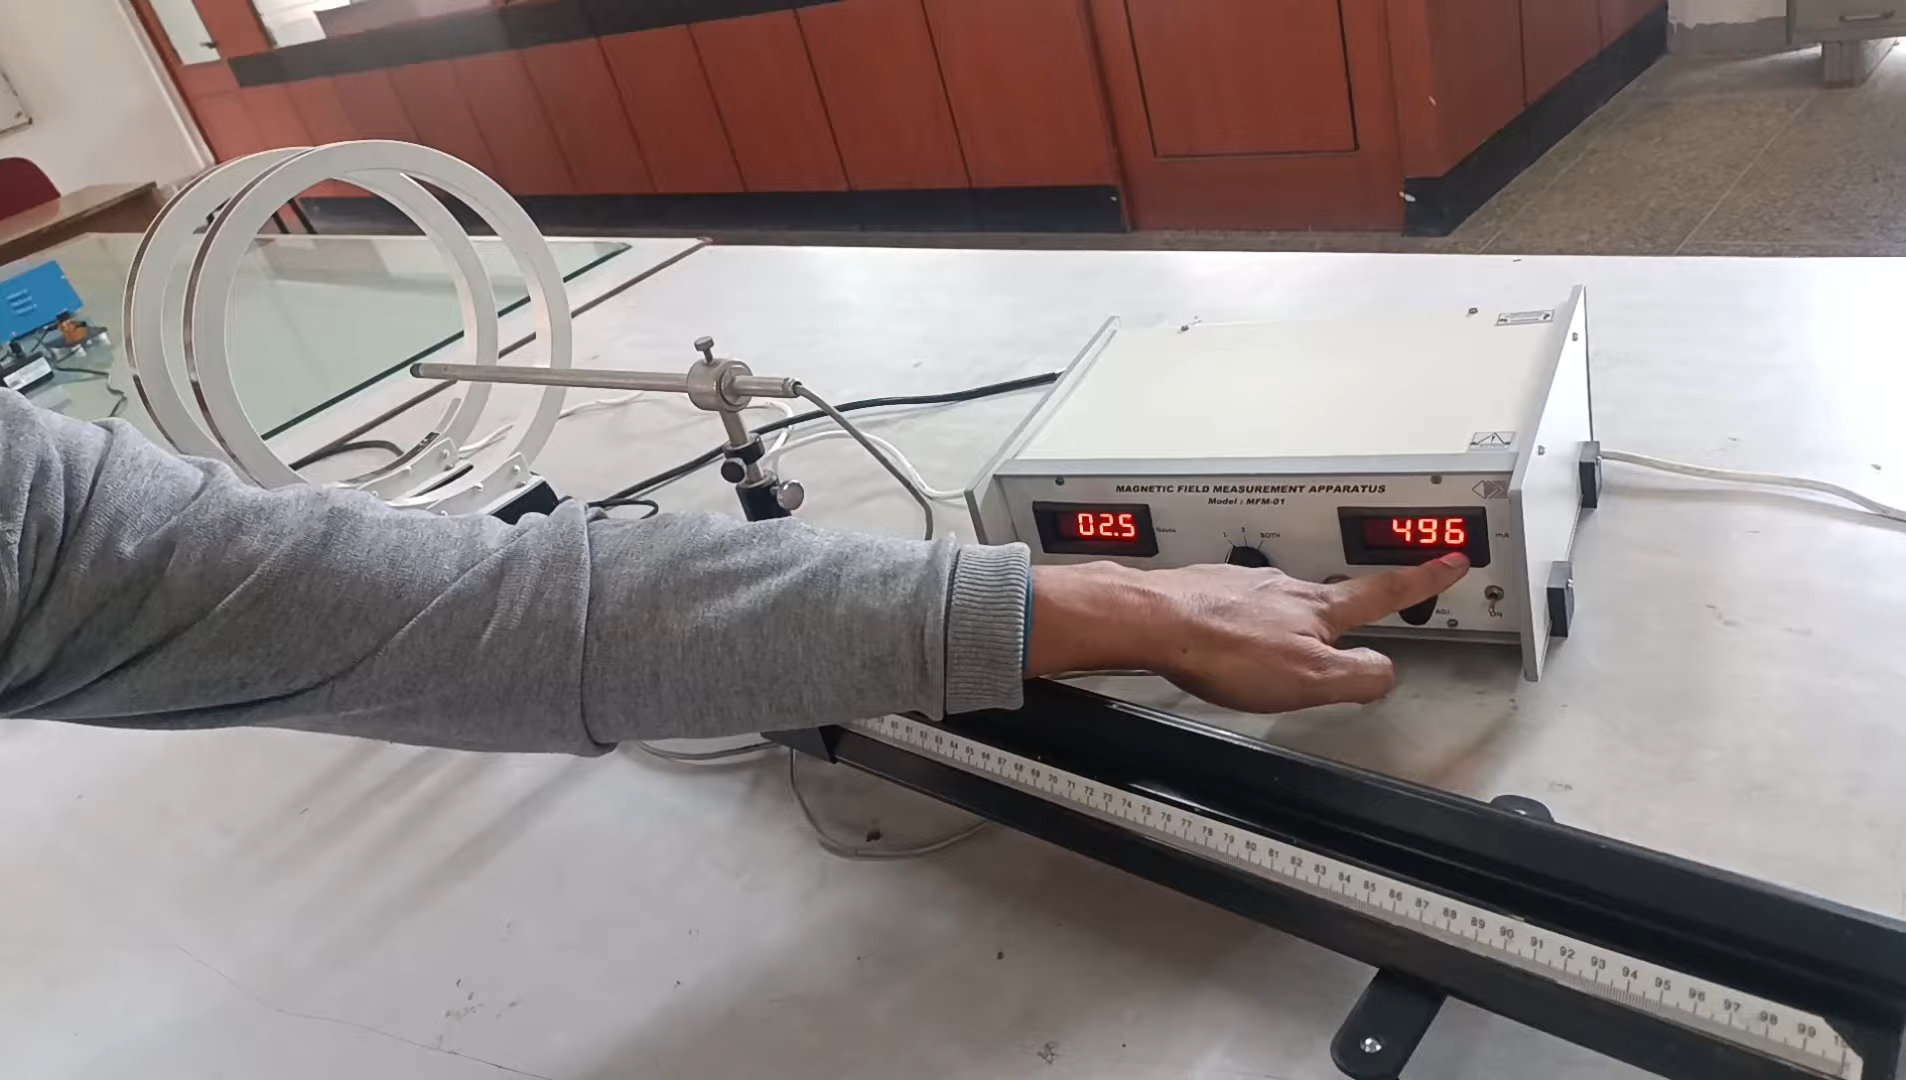 MAGNETIC FIELD MEASUREMENT APPARATUS
Model : MFM-01
02.5
Gauss
1
BOTH
496
mA
ADJ.
ON
61 62 63 64 65 66 67 68 69 70 71 72 73 74 75 76 77 78 79 80 81 82 83 84 85 86 87 88 89 90 91 92 93 94 95 96 97 98 99